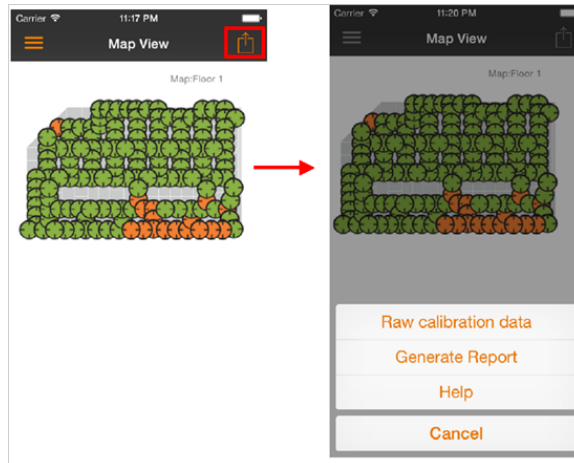 Carrier 11:17 PM
Map View
Map:Floor 1
Carrier 11:20 PM
Map View
Map:Floor 1
Raw calibration data
Generate Report
Help
Cancel